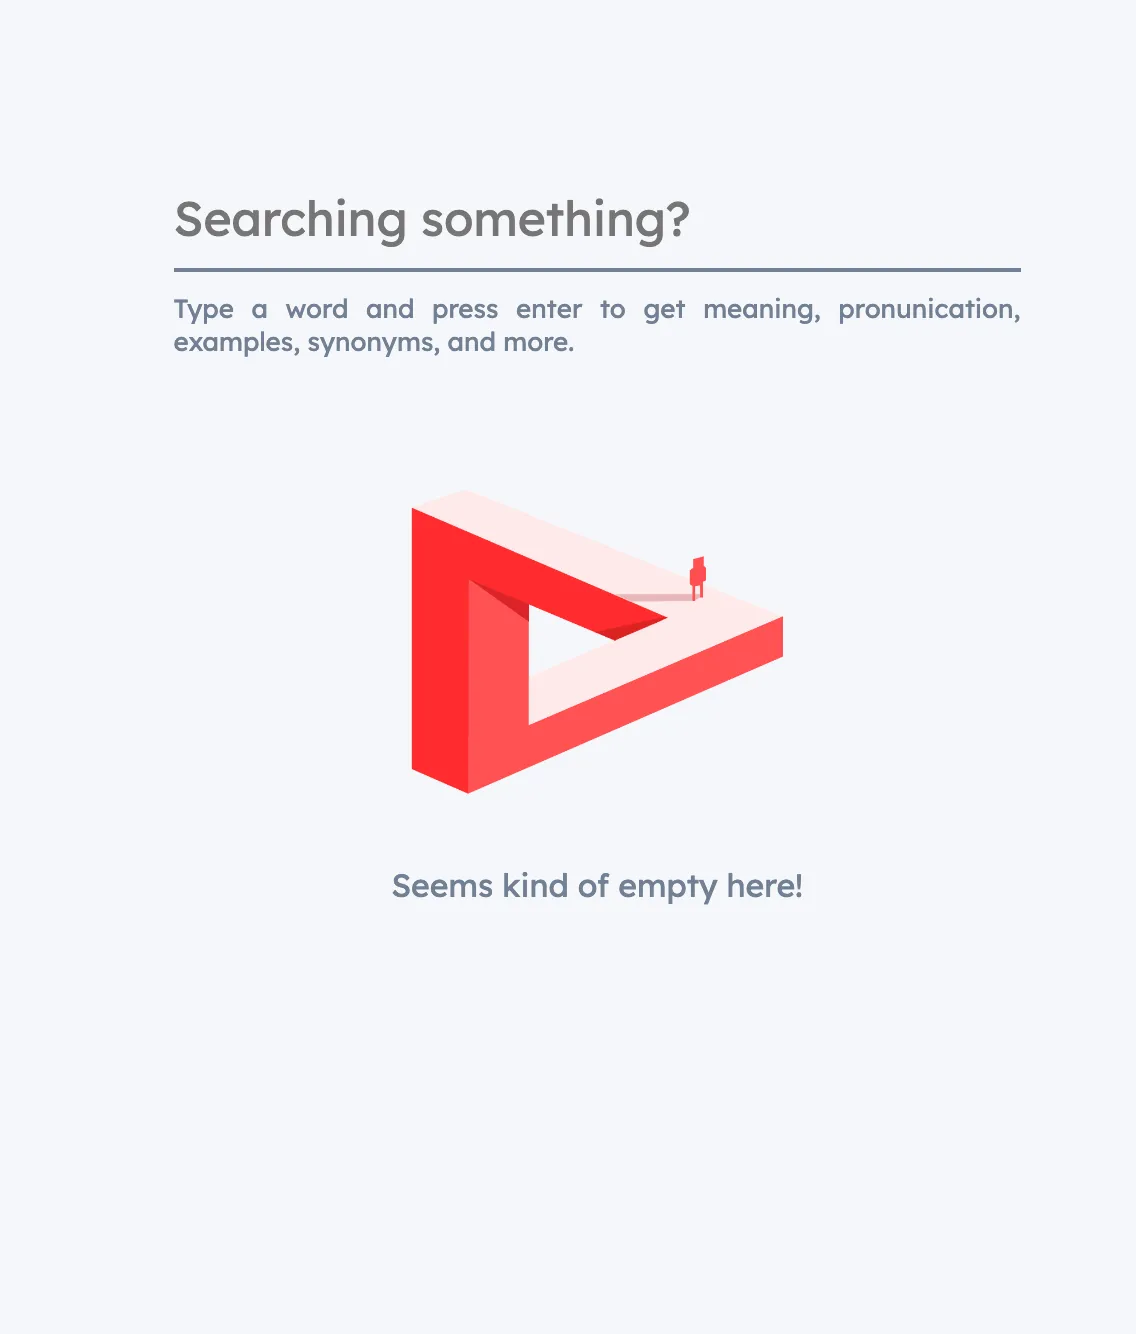 Searching something?
Type a word and press enter to get meaning, pronunication,
examples, synonyms, and more.
Seems kind of empty here!